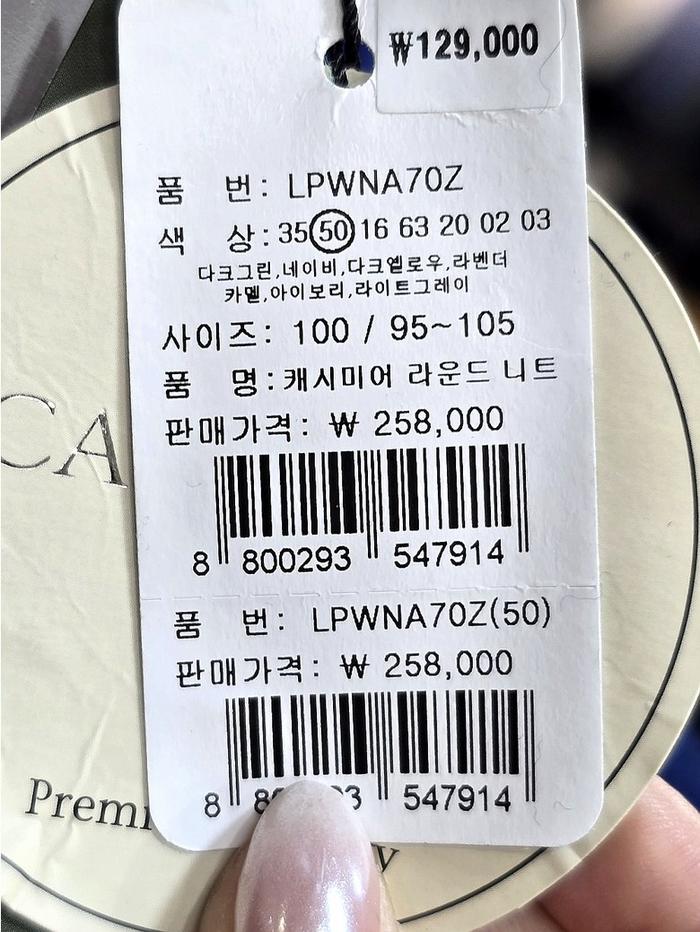 ₩129,000
품 번: LPWNA70Z
색 상: 35 50 16 63 20 02 03
다크그린,네이비,다크옐로우,라벤더
카멜,아이보리,라이트그레이
사이즈: 100 / 95~105
품 명:캐시미어 라운드 니트
판매가격: ₩ 258,000
8 800293 547914
품 번: LPWNA70Z(50)
판매가격: ₩ 258,000
8 547914
CA